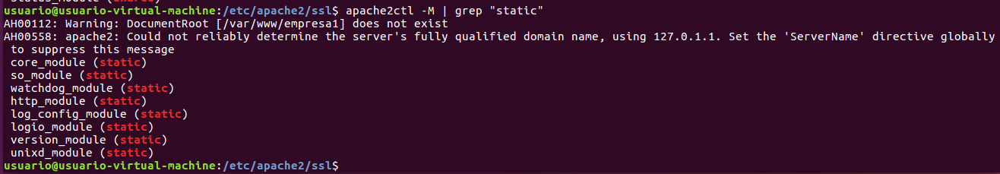 usuario@usuario-virtual-machine:/etc/apache2/ssl$ apache2ctl -M | grep "static"
AH00112: Warning: DocumentRoot [/var/www/empresa1] does not exist
AH00558: apache2: Could not reliably determine the server's fully qualified domain name, using 127.0.1.1. Set the 'ServerName' directive globally
 to suppress this message
 core_module (static)
 so_module (static)
 watchdog_module (static)
 http_module (static)
 log_config_module (static)
 logio_module (static)
 version_module (static)
 unixd_module (static)
usuario@usuario-virtual-machine:/etc/apache2/ssl$